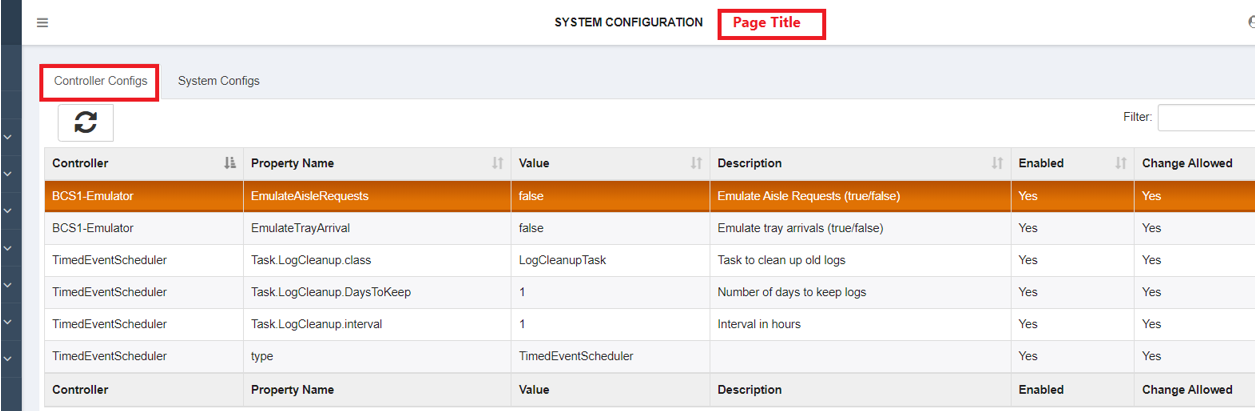 SYSTEM CONFIGURATION Page Title
Controller Configs System Configs
Filter:
Controller Property Name Value Description Enabled Change Allowed
BCS1-Emulator EmulateAisleRequests false Emulate Aisle Requests (true/false) Yes Yes
BCS1-Emulator EmulateTrayArrival false Emulate tray arrivals (true/false) Yes Yes
TimedEventScheduler Task.LogCleanup.class LogCleanupTask Task to clean up old logs Yes Yes
TimedEventScheduler Task.LogCleanup.DaysToKeep 1 Number of days to keep logs Yes Yes
TimedEventScheduler Task.LogCleanup.interval 1 Interval in hours Yes Yes
TimedEventScheduler type TimedEventScheduler Yes Yes
Controller Property Name Value Description Enabled Change Allowed